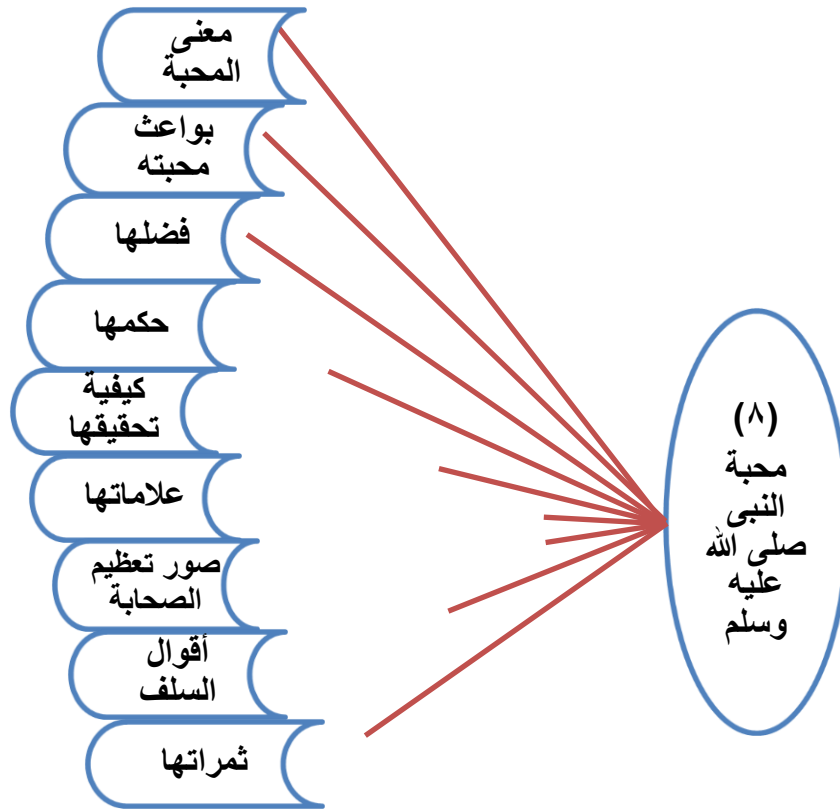 (٨)
محبة
النبى
صلى الله
عليه
وسلم
معنى
المحبة
بواعث
محبته
فضلها
حكمها
كيفية
تحقيقها
علاماتها
صور تعظيم
الصحابة
أقوال
السلف
ثمراتها